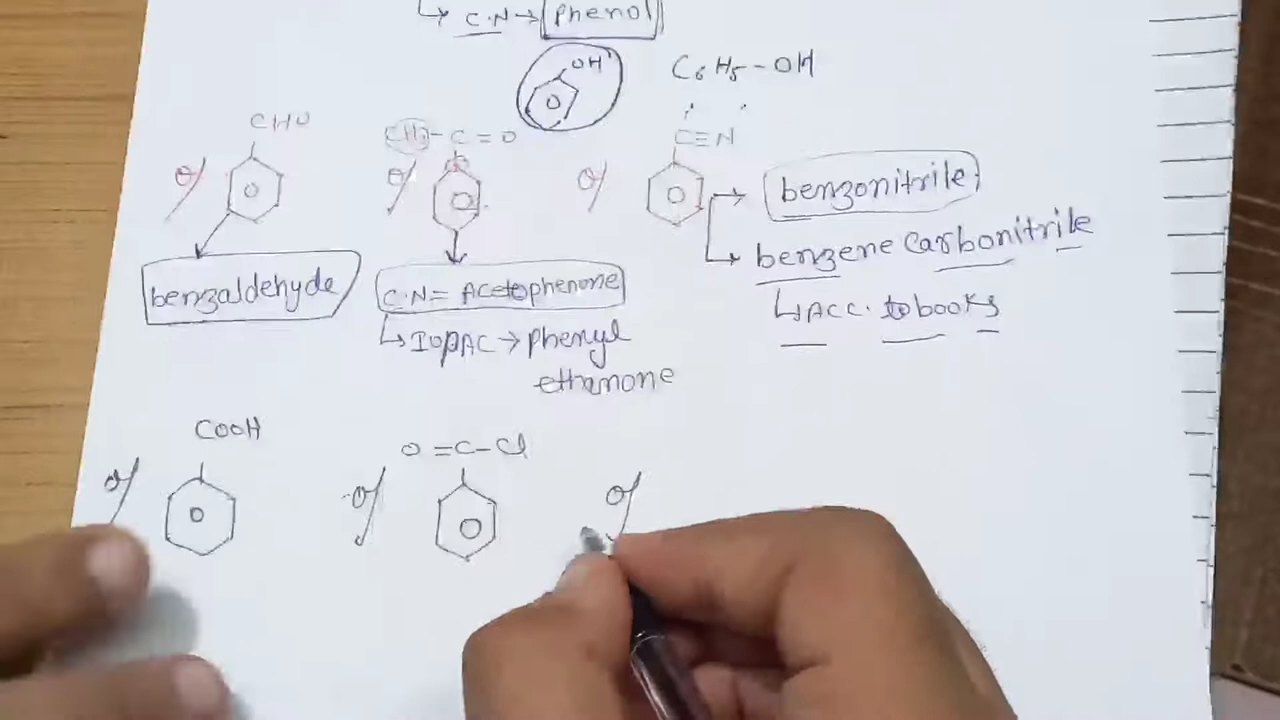 ↳ C·N → Phenol
OH
C6H5-OH
CHO
CH3-C=O
C≡N
Q/
Q/
Q/
benzonitrile
benzene carbonitrile
↳ Acc. to books
benzaldehyde
C·N = Acetophenone
↳ IUPAC → phenyl
ethanone
COOH
O=C-Cl
Q/
Q/
Q/